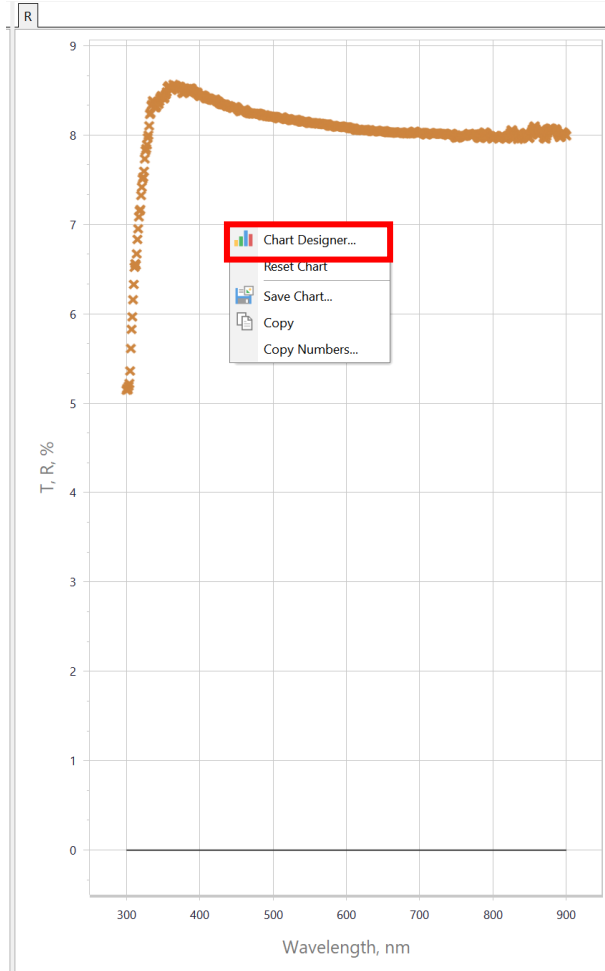 R
9
8
7
6
5
4
3
2
1
0
T, R, %
Chart Designer...
Reset Chart
Save Chart...
Copy
Copy Numbers...
300 400 500 600 700 800 900
Wavelength, nm